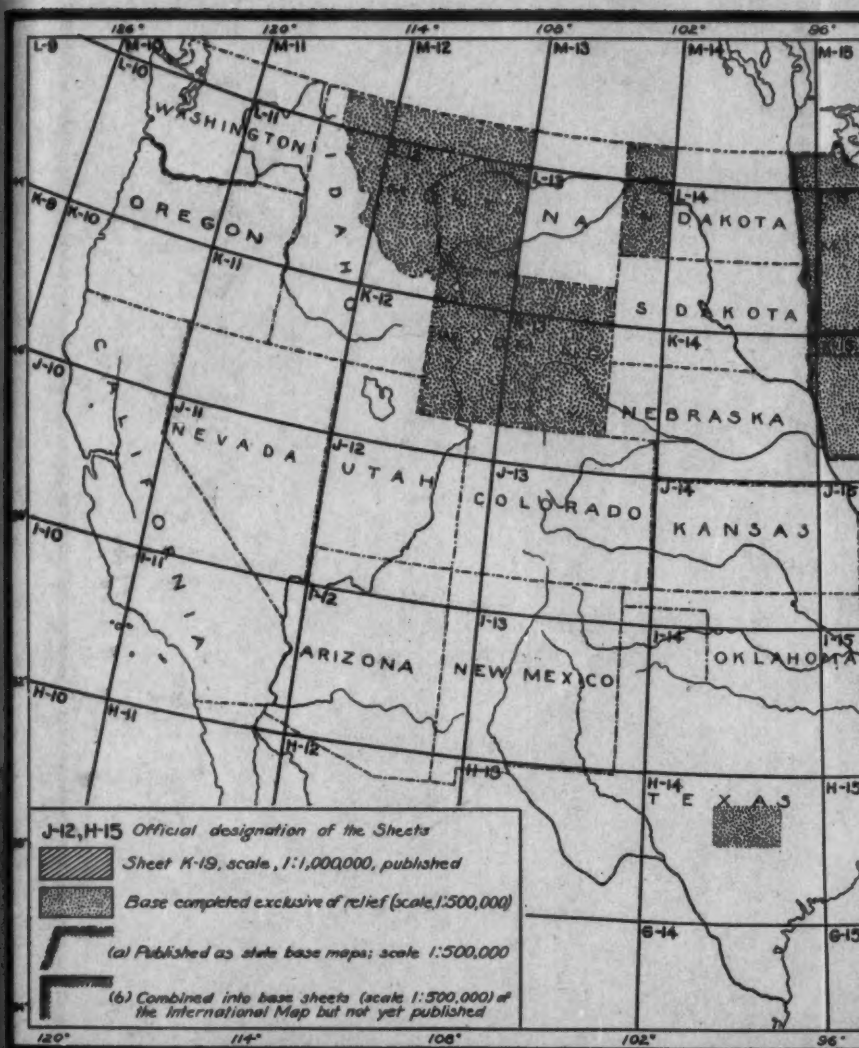 126° 120° 114° 108° 102° 96°
L-9 M-10 M-11 M-12 M-13 M-14 M-15
L-10
L-11
WASHINGTON
IDAHO
L-13
L-14
N DAKOTA
NA
K-9 K-10
OREGON
K-11
K-12
S DAKOTA
K-14
J-10
CALIFORNIA
J-11
NEVADA
NEBRASKA
J-12
UTAH
J-13
COLORADO
J-14
KANSAS
J-15
I-10
I-11
I-12
I-13
I-14
I-15
OKLAHOMA
ARIZONA
NEW MEXICO
H-10
H-11
H-12
H-13
H-14
H-15
TEXAS
G-14
G-15
J-12, H-15 Official designation of the Sheets
Sheet K-19, scale, 1:1,000,000, published
Base completed exclusive of relief (scale, 1:500,000)
(a) Published as state base maps; scale 1:500,000
(b) Combined into base sheets (scale 1:500,000) of
the International Map but not yet published
120° 114° 108° 102° 96°